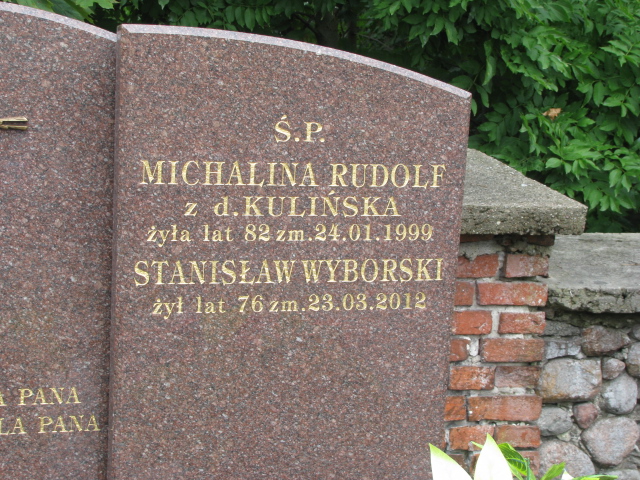 Ś.P.
MICHALINA RUDOLF
z d. KULIŃSKA
żyła lat 82 zm. 24.01.1999
STANISŁAW WYBORSKI
żył lat 76 zm. 23.03.2012
PANA
LA PANA